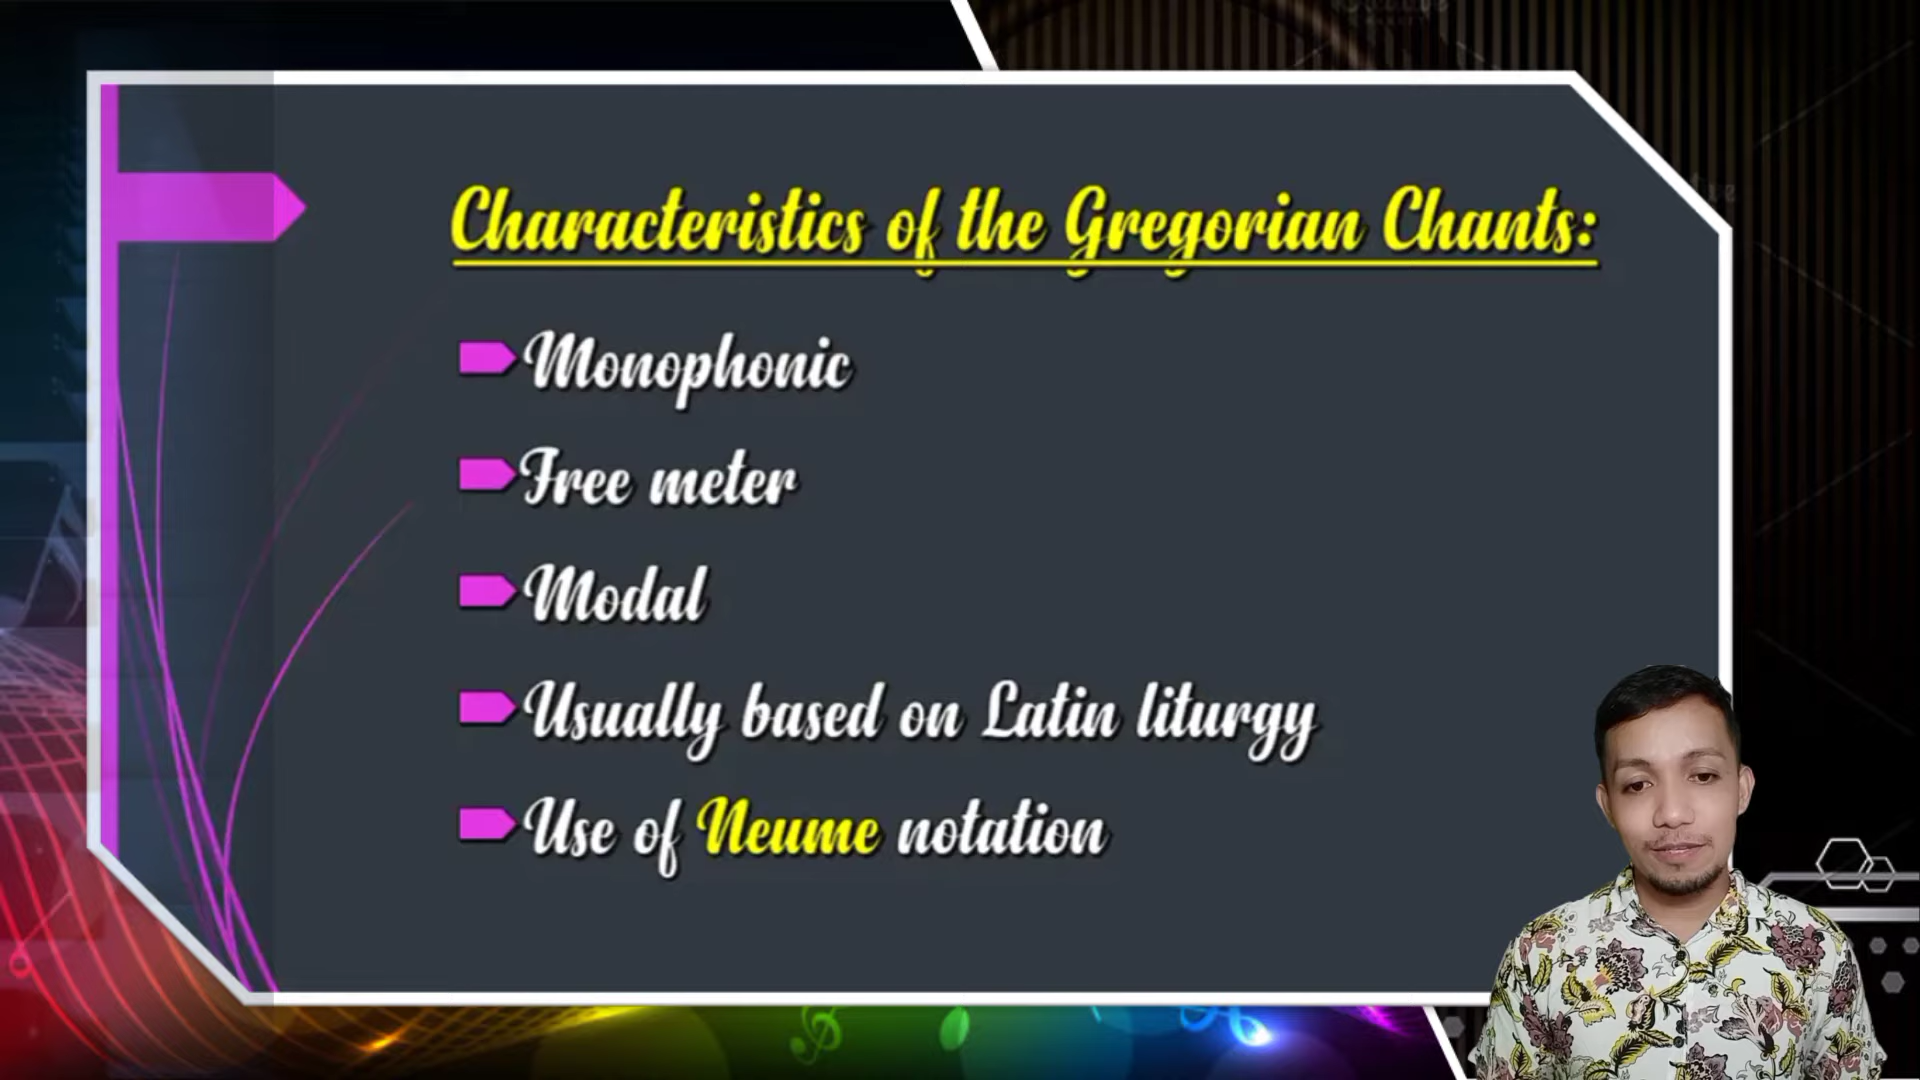 Characteristics of the Gregorian Chants:
Monophonic
Free meter
Modal
Usually based on Latin liturgy
Use of Neume notation